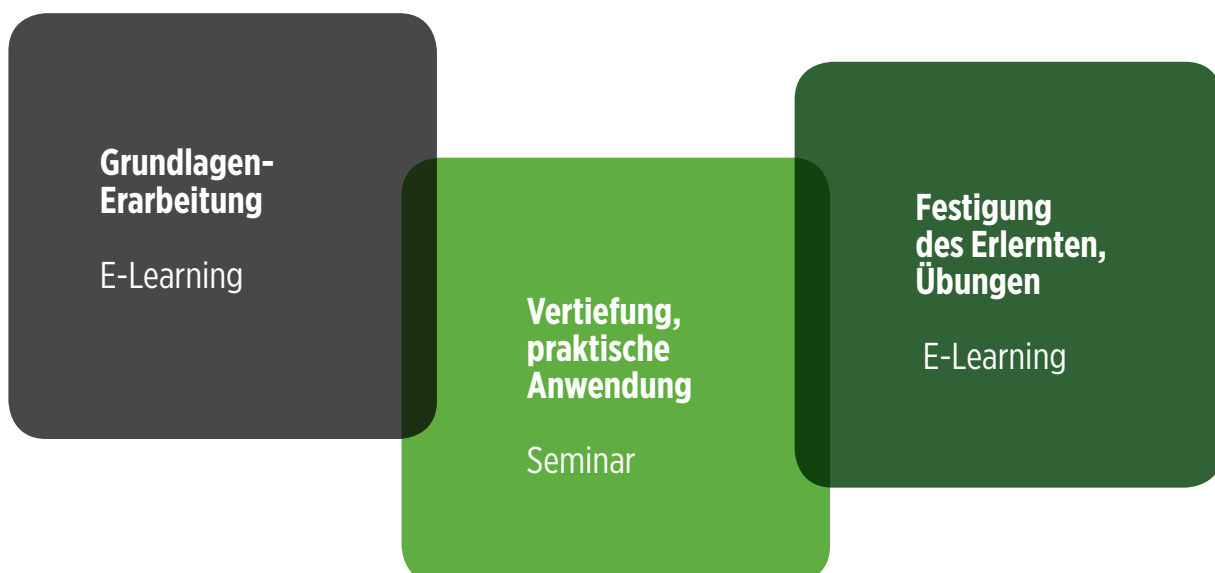 Grundlagen-
Erarbeitung
E-Learning
Vertiefung,
praktische
Anwendung
Seminar
Festigung
des Erlernten,
Übungen
E-Learning